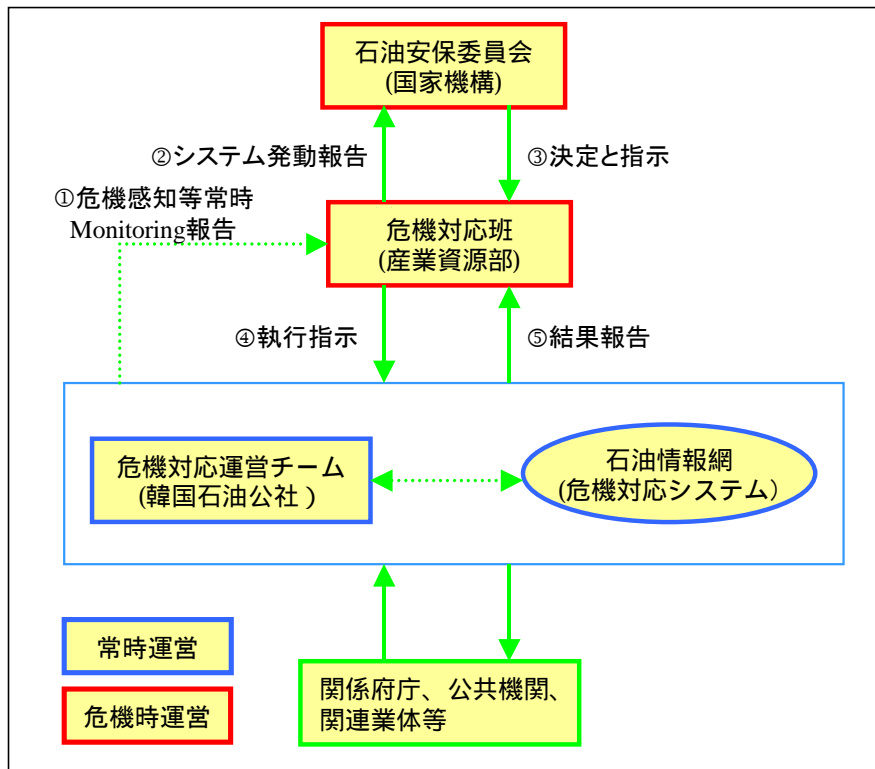 石油安保委員会
(国家機構)
②システム発動報告
③決定と指示
①危機感知等常時
Monitoring報告
危機対応班
(産業資源部)
④執行指示
⑤結果報告
危機対応運営チーム
(韓国石油公社 )
石油情報網
(危機対応システム)
常時運営
危機時運営
関係府庁、公共機関、
関連業体等